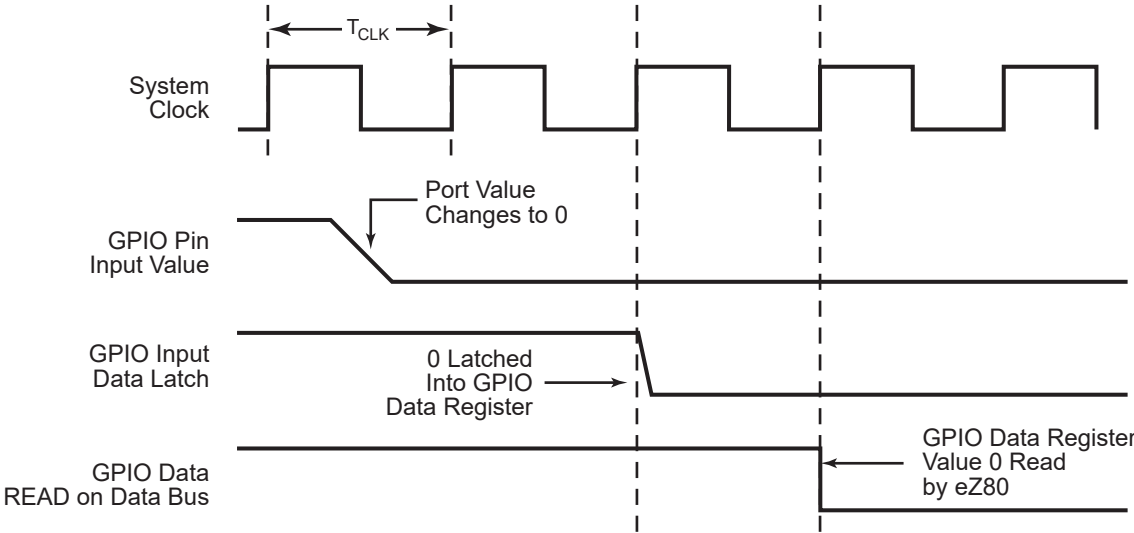 T_CLK
System
Clock
Port Value
Changes to 0
GPIO Pin
Input Value
GPIO Input
Data Latch
0 Latched
Into GPIO
Data Register
GPIO Data
READ on Data Bus
GPIO Data Register
Value 0 Read
by eZ80